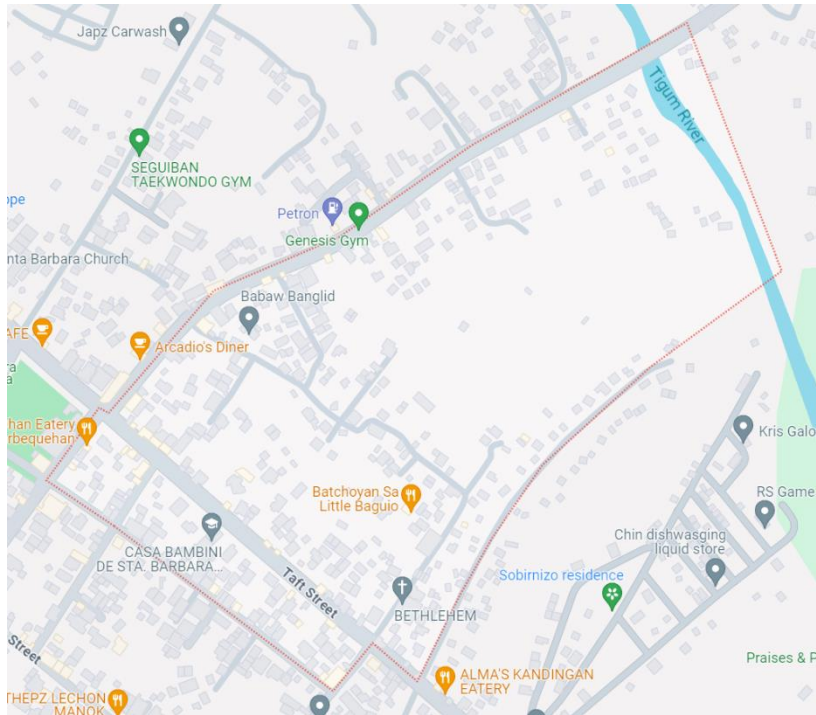 Japz Carwash
Tigum River
SEGUIBAN
TAEKWONDO GYM
ope
Petron
Genesis Gym
nta Barbara Church
Babaw Banglid
AFE
Arcadio's Diner
ra
a
han Eatery
rbequehan
Kris Galo
Batchoyan Sa
Little Baguio
RS Game
CASA BAMBINI
DE STA. BARBARA...
Chin dishwasging
liquid store
Taft Street
Sobirnizo residence
BETHLEHEM
Street
Praises & P
ALMA'S KANDINGAN
EATERY
THEPZ LECHON
MANOK